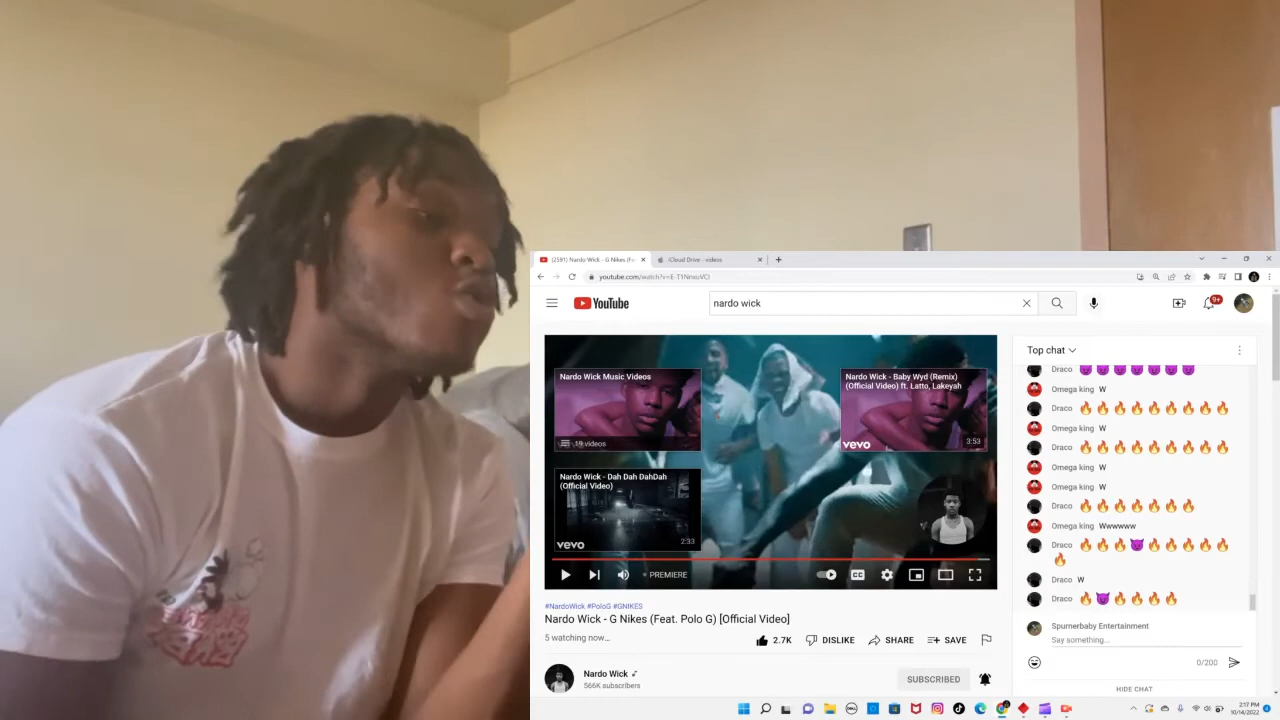 (2591) Nardo Wick - G Nikes (Fe
iCloud Drive - videos
youtube.com/watch?v=E-T1NnxuVCI
YouTube
nardo wick
9+
Nardo Wick Music Videos
19 videos
Nardo Wick - Baby Wyd (Remix)
(Official Video) ft. Latto, Lakeyah
vevo
3:53
Nardo Wick - Dah Dah DahDah
(Official Video)
vevo
2:33
PREMIERE
CC
#NardoWick #PoloG #GNIKES
Nardo Wick - G Nikes (Feat. Polo G) [Official Video]
5 watching now...
2.7K
DISLIKE
SHARE
SAVE
Nardo Wick
566K subscribers
SUBSCRIBED
Top chat
Draco 😈 😈 😈 😈 😈 😈 😈
Omega king W
Draco 🔥 🔥 🔥 🔥 🔥 🔥 🔥 🔥 🔥
Omega king W
Draco 🔥 🔥 🔥 🔥 🔥 🔥 🔥 🔥 🔥
Omega king W
Omega king W
Draco 🔥 🔥 🔥 🔥 🔥 🔥 🔥
Omega king Wwwwww
Draco 🔥 🔥 🔥 😈 🔥 🔥 🔥 🔥 🔥
🔥
Draco W
Draco 🔥 😈 🔥 🔥 🔥 🔥
Spurnerbaby Entertainment
Say something...
0/200
HIDE CHAT
2:17 PM
10/14/2022